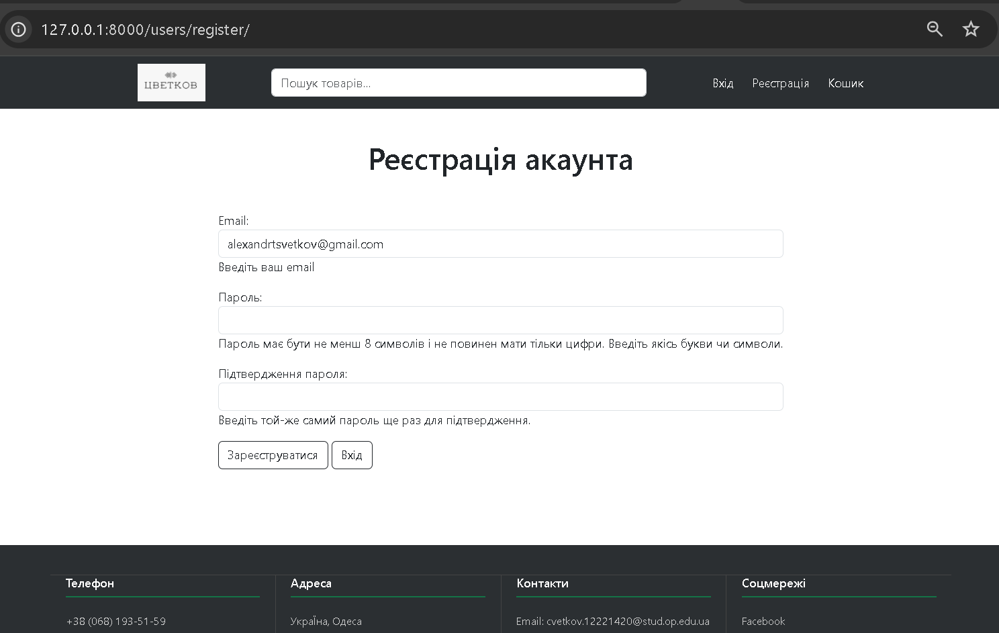 127.0.0.1:8000/users/register/
ЦВЕТКОВ
Пошук товарів...
Вхід Реєстрація Кошик
Реєстрація акаунта
Email:
alexandrtsvetkov@gmail.com
Введіть ваш email
Пароль:
Пароль має бути не менш 8 символів і не повинен мати тільки цифри. Введіть якісь букви чи символи.
Підтвердження пароля:
Введіть той-же самий пароль ще раз для підтвердження.
Зареєструватися Вхід
Телефон Адреса Контакти Соцмережі
+38 (068) 193-51-59 Україна, Одеса Email: cvetkov.12221420@stud.op.edu.ua Facebook